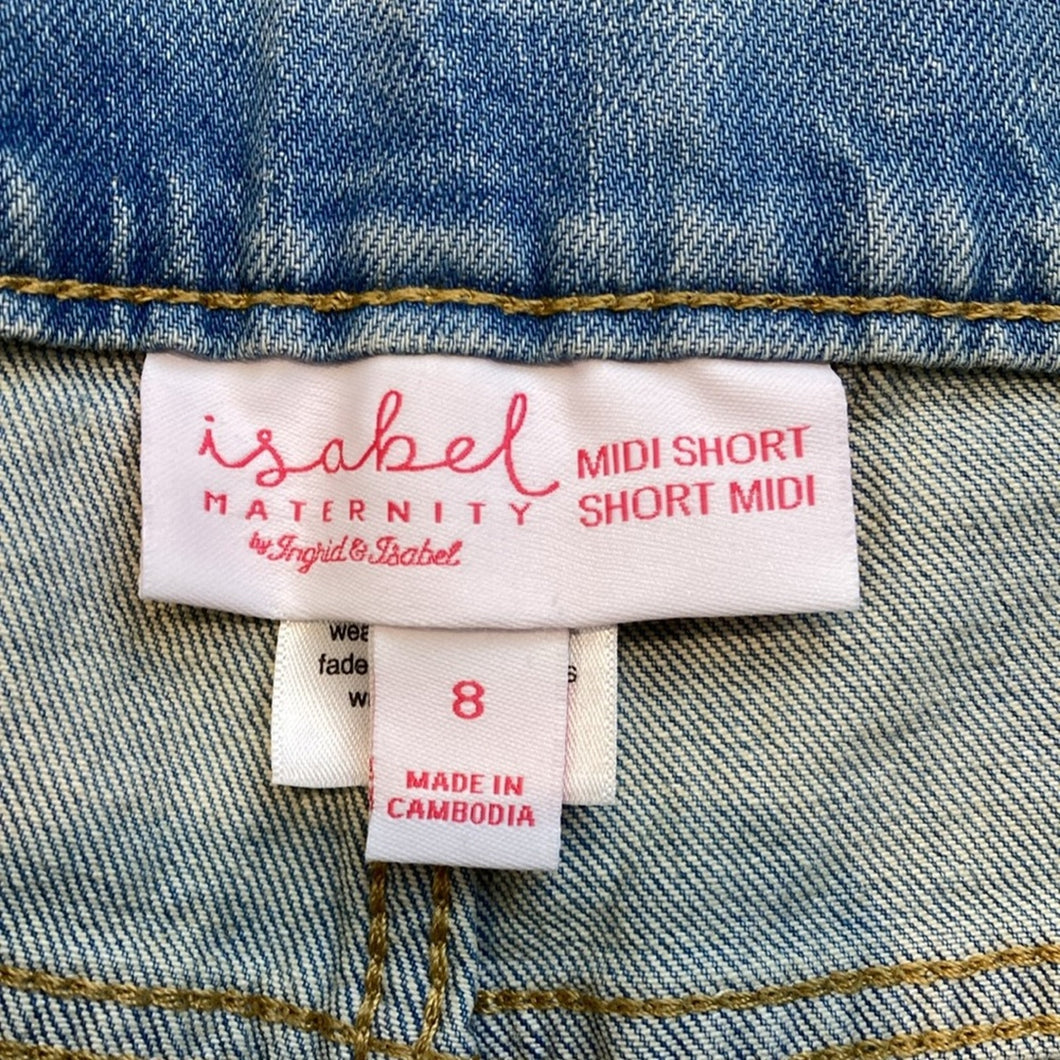 isabel
MATERNITY
by Ingrid & Isabel
MIDI SHORT
SHORT MIDI
8
MADE IN
CAMBODIA